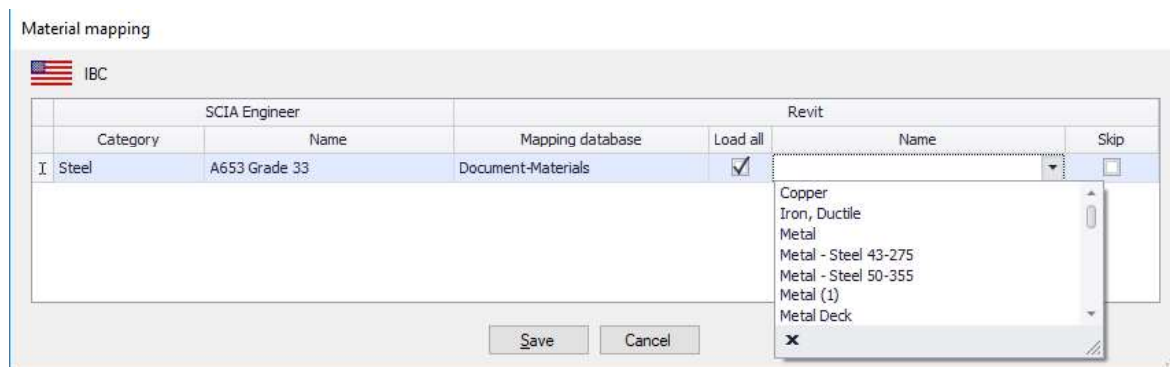 Material mapping
IBC
SCIA Engineer Revit
Category Name Mapping database Load all Name Skip
I Steel A653 Grade 33 Document-Materials
Copper
Iron, Ductile
Metal
Metal - Steel 43-275
Metal - Steel 50-355
Metal (1)
Metal Deck
Save Cancel x